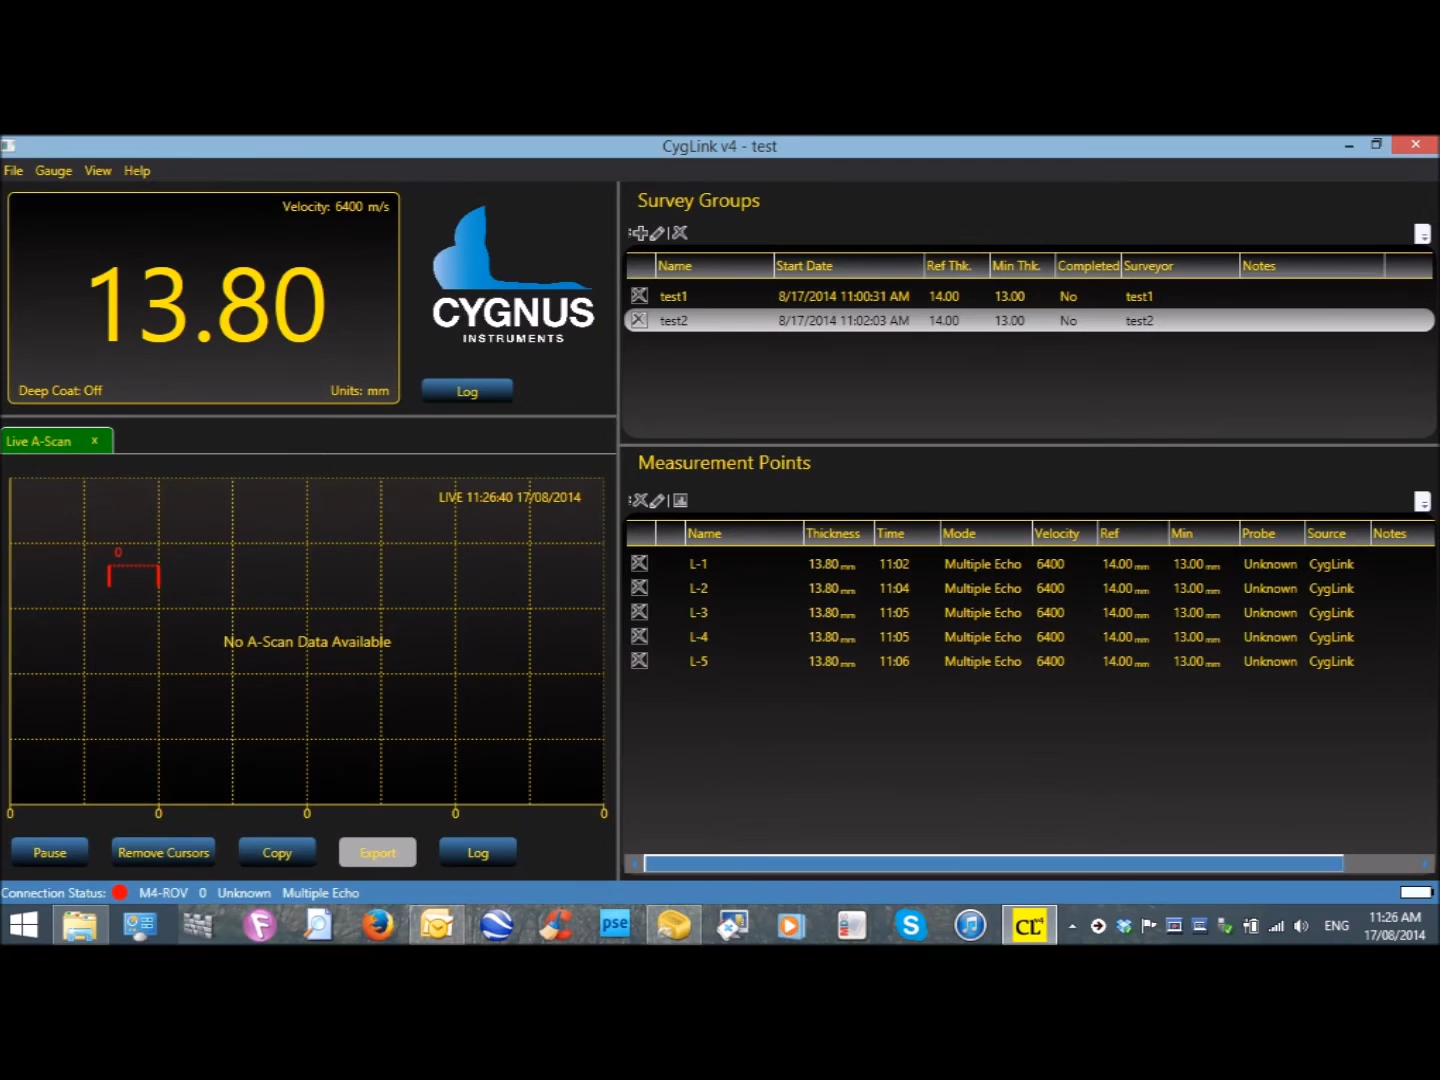 CygLink v4 - test
File Gauge View Help
Velocity: 6400 m/s
13.80
Deep Coat: Off Units: mm
CYGNUS
INSTRUMENTS
Log
Survey Groups
Name Start Date Ref Thk. Min Thk. Completed Surveyor Notes
test1 8/17/2014 11:00:31 AM 14.00 13.00 No test1
test2 8/17/2014 11:02:03 AM 14.00 13.00 No test2
Live A-Scan x
LIVE 11:26:40 17/08/2014
0
No A-Scan Data Available
0 0 0 0 0
Pause Remove Cursors Copy Export Log
Measurement Points
Name Thickness Time Mode Velocity Ref Min Probe Source Notes
L-1 13.80 mm 11:02 Multiple Echo 6400 14.00 mm 13.00 mm Unknown CygLink
L-2 13.80 mm 11:04 Multiple Echo 6400 14.00 mm 13.00 mm Unknown CygLink
L-3 13.80 mm 11:05 Multiple Echo 6400 14.00 mm 13.00 mm Unknown CygLink
L-4 13.80 mm 11:05 Multiple Echo 6400 14.00 mm 13.00 mm Unknown CygLink
L-5 13.80 mm 11:06 Multiple Echo 6400 14.00 mm 13.00 mm Unknown CygLink
Connection Status: M4-ROV 0 Unknown Multiple Echo
pse CL v4 ENG 11:26 AM
17/08/2014